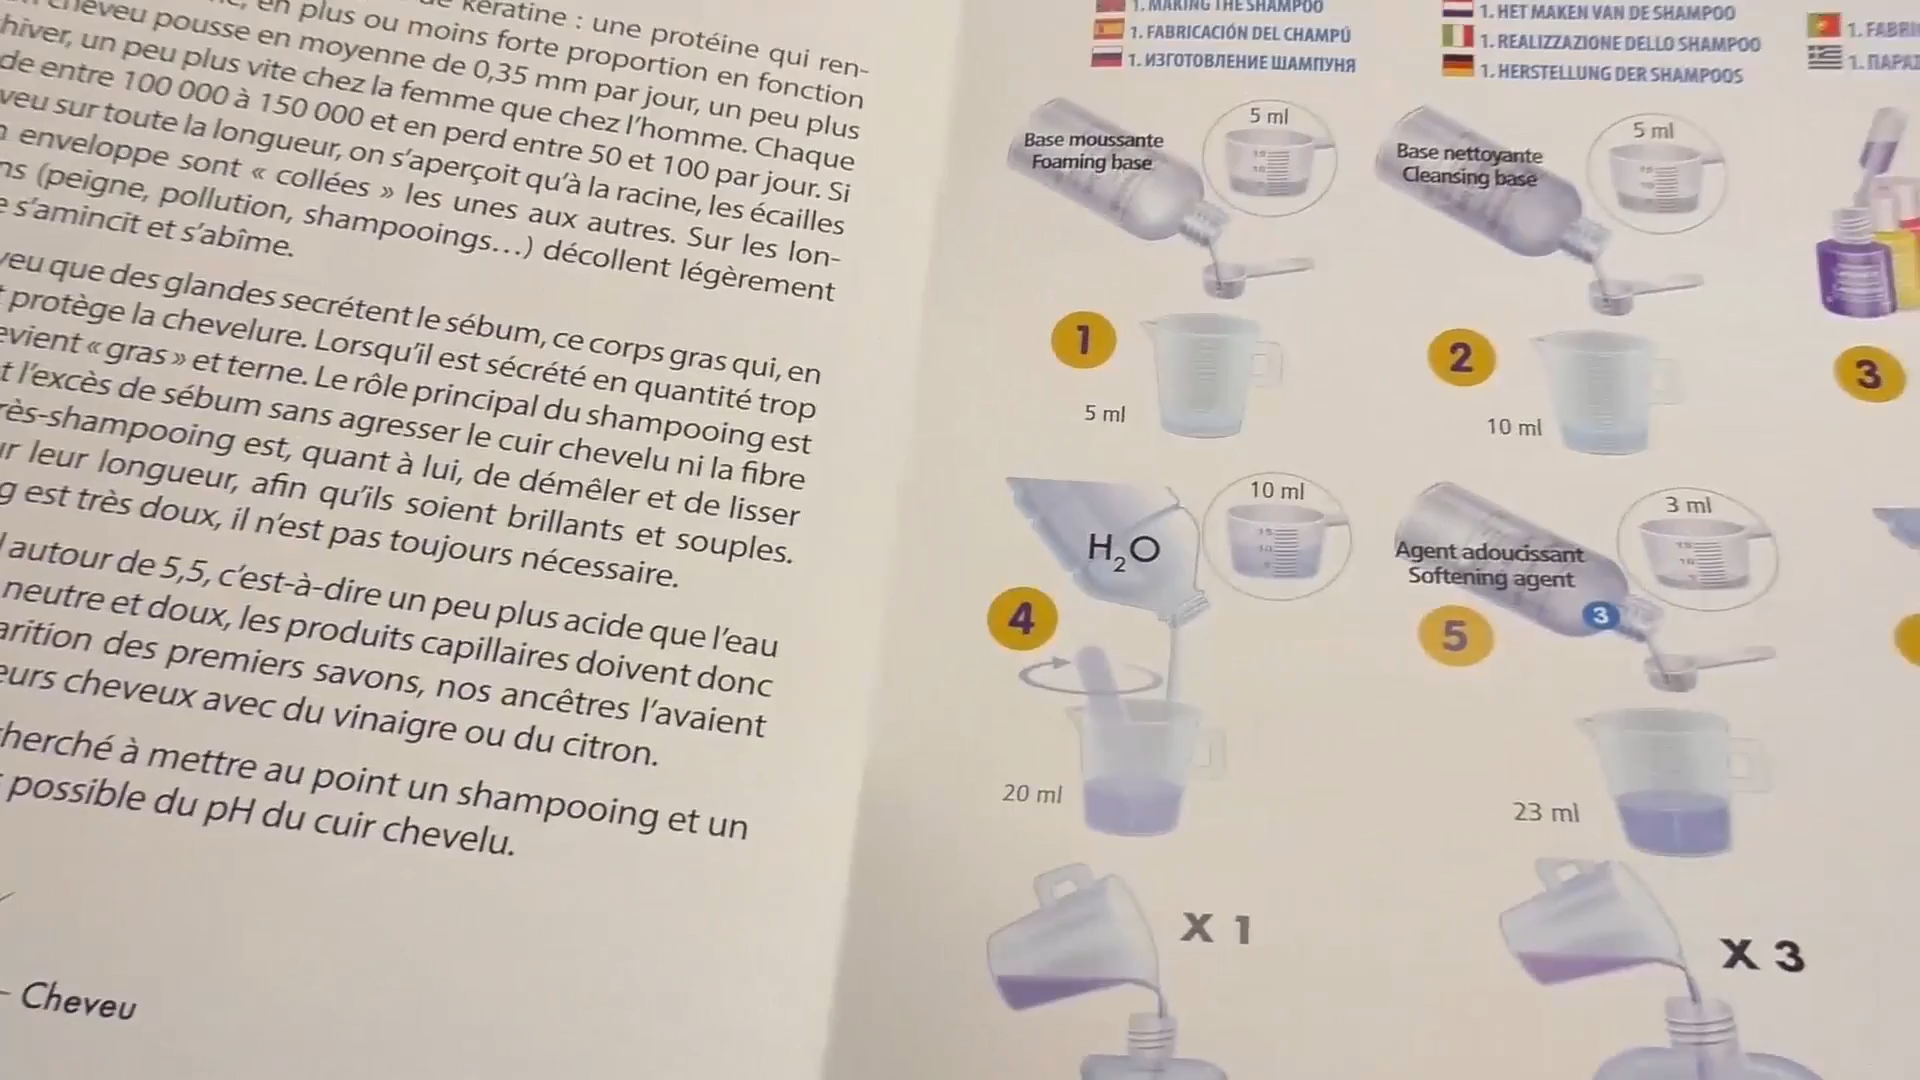 kératine : une protéine qui ren-
en plus ou moins forte proportion en fonction
cheveu pousse en moyenne de 0,35 mm par jour, un peu plus
hiver, un peu plus vite chez la femme que chez l'homme. Chaque
de entre 100 000 à 150 000 et en perd entre 50 et 100 par jour. Si
veu sur toute la longueur, on s'aperçoit qu'à la racine, les écailles
enveloppe sont « collées » les unes aux autres. Sur les lon-
ns (peigne, pollution, shampooings...) décollent légèrement
s'amincit et s'abîme.
veu que des glandes secrétent le sébum, ce corps gras qui, en
protège la chevelure. Lorsqu'il est sécrété en quantité trop
evient « gras » et terne. Le rôle principal du shampooing est
t l'excès de sébum sans agresser le cuir chevelu ni la fibre
rès-shampooing est, quant à lui, de démêler et de lisser
ur leur longueur, afin qu'ils soient brillants et souples.
g est très doux, il n'est pas toujours nécessaire.
autour de 5,5, c'est-à-dire un peu plus acide que l'eau
neutre et doux, les produits capillaires doivent donc
arition des premiers savons, nos ancêtres l'avaient
eurs cheveux avec du vinaigre ou du citron.
herché à mettre au point un shampooing et un
possible du pH du cuir chevelu.
- Cheveu
1. MAKING THE SHAMPOO
1. FABRICACIÓN DEL CHAMPÚ
1. ИЗГОТОВЛЕНИЕ ШАМПУНЯ
1. HET MAKEN VAN DE SHAMPOO
1. REALIZZAZIONE DELLO SHAMPOO
1. HERSTELLUNG DER SHAMPOOS
1. FABRI
1. ΠΑΡΑΣ
Base moussante
Foaming base
5 ml
1
5 ml
Base nettoyante
Cleansing base
5 ml
2
10 ml
3
H2O
10 ml
4
20 ml
Agent adoucissant
Softening agent
3
3 ml
5
23 ml
X 1
X 3